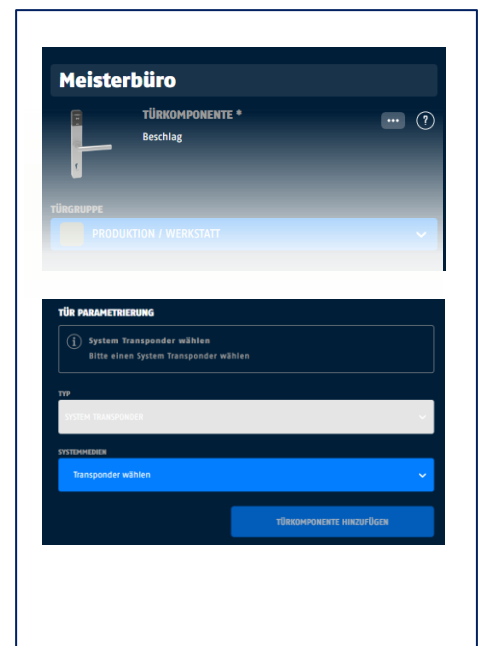 Meisterbüro
TÜRKOMPONENTE *
Beschlag
TÜRGRUPPE
PRODUKTION / WERKSTATT
TÜR PARAMETRIERUNG
System Transponder wählen
Bitte einen System Transponder wählen
TYP
SYSTEM TRANSPONDER
SYSTEMMEDIEN
Transponder wählen
TÜRKOMPONENTE HINZUFÜGEN